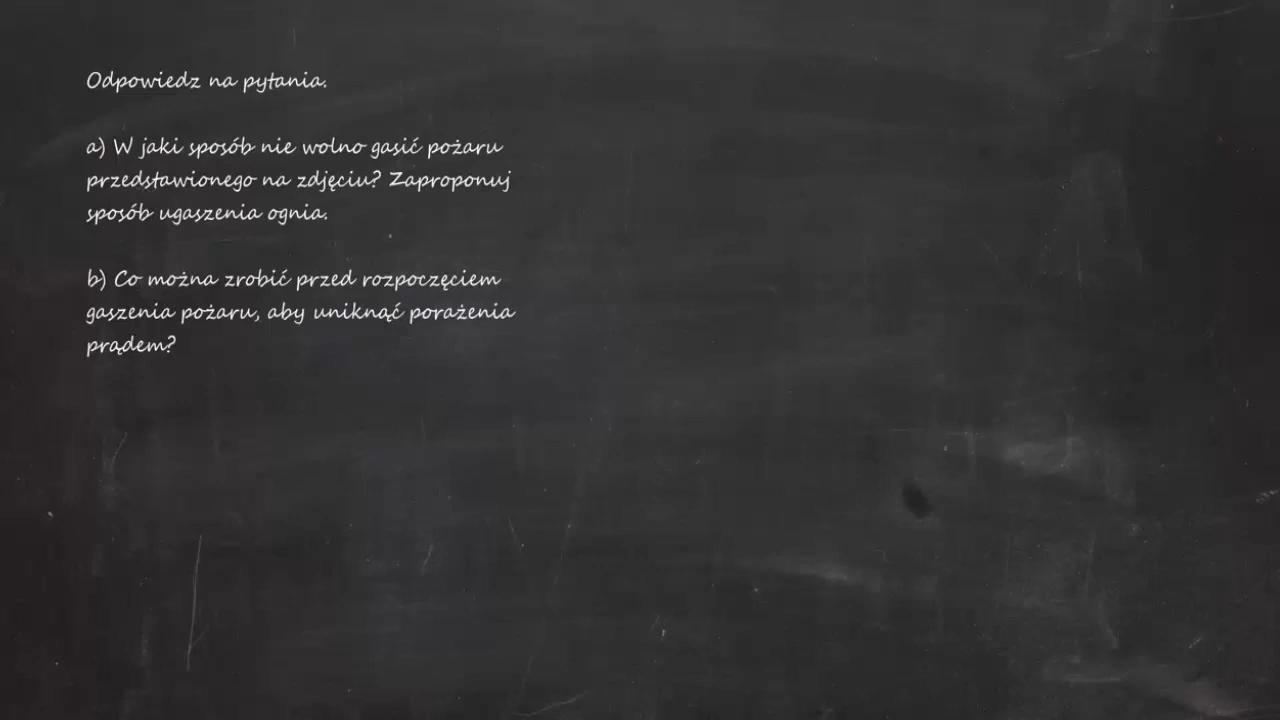 Odpowiedz na pytania.
a) W jaki sposób nie wolno gasić pożaru
przedstawionego na zdjęciu? Zaproponuj
sposób ugaszenia ognia.
b) Co można zrobić przed rozpoczęciem
gaszenia pożaru, aby uniknąć porażenia
prądem?